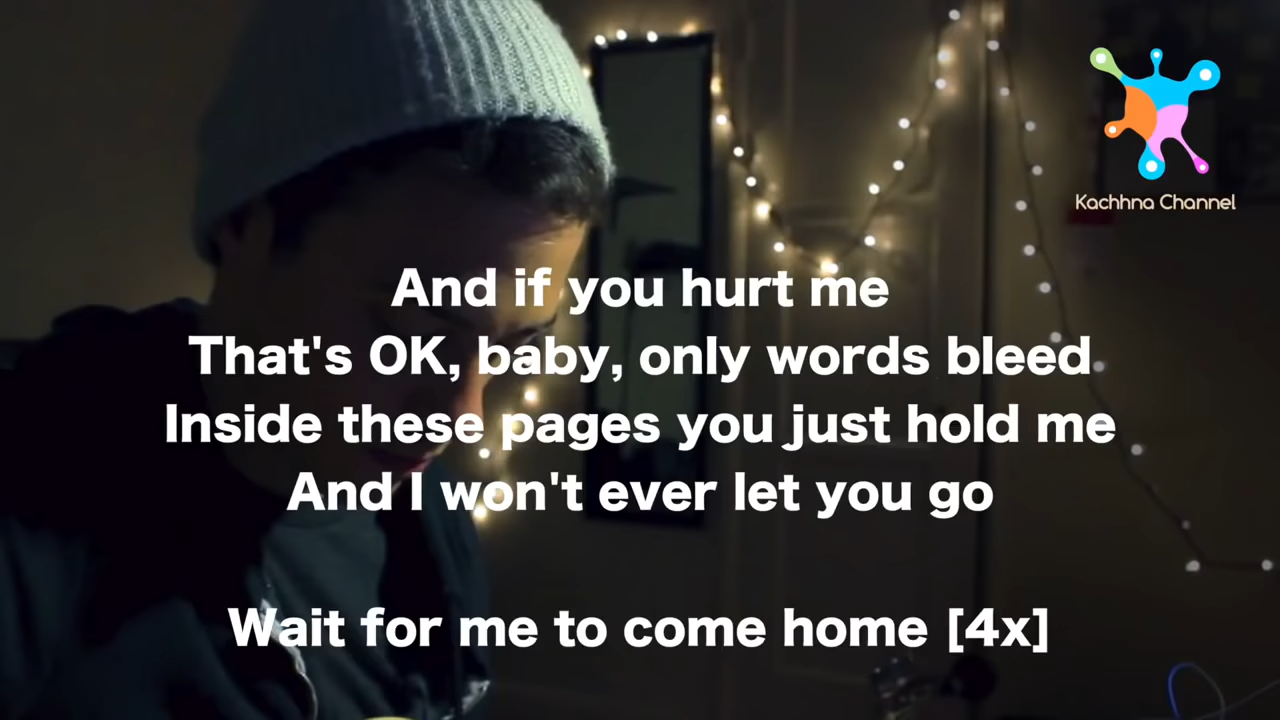 Kachhna Channel
And if you hurt me
That's OK, baby, only words bleed
Inside these pages you just hold me
And I won't ever let you go
Wait for me to come home [4x]